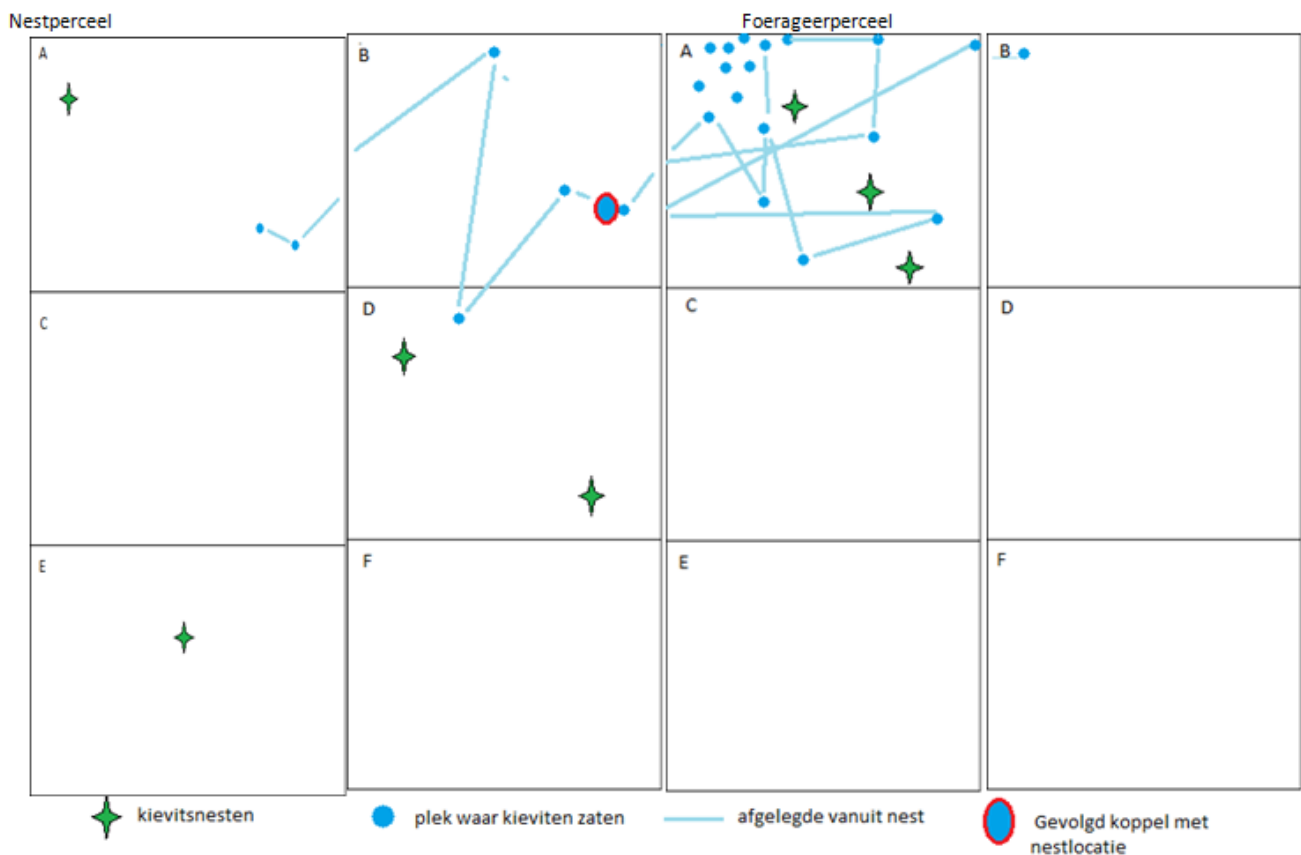 Nestperceel
Foerageerperceel
A
B
A
B
C
D
C
D
E
F
E
F
kievitsnesten
plek waar kieviten zaten
afgelegde vanuit nest
Gevolgd koppel met
nestlocatie